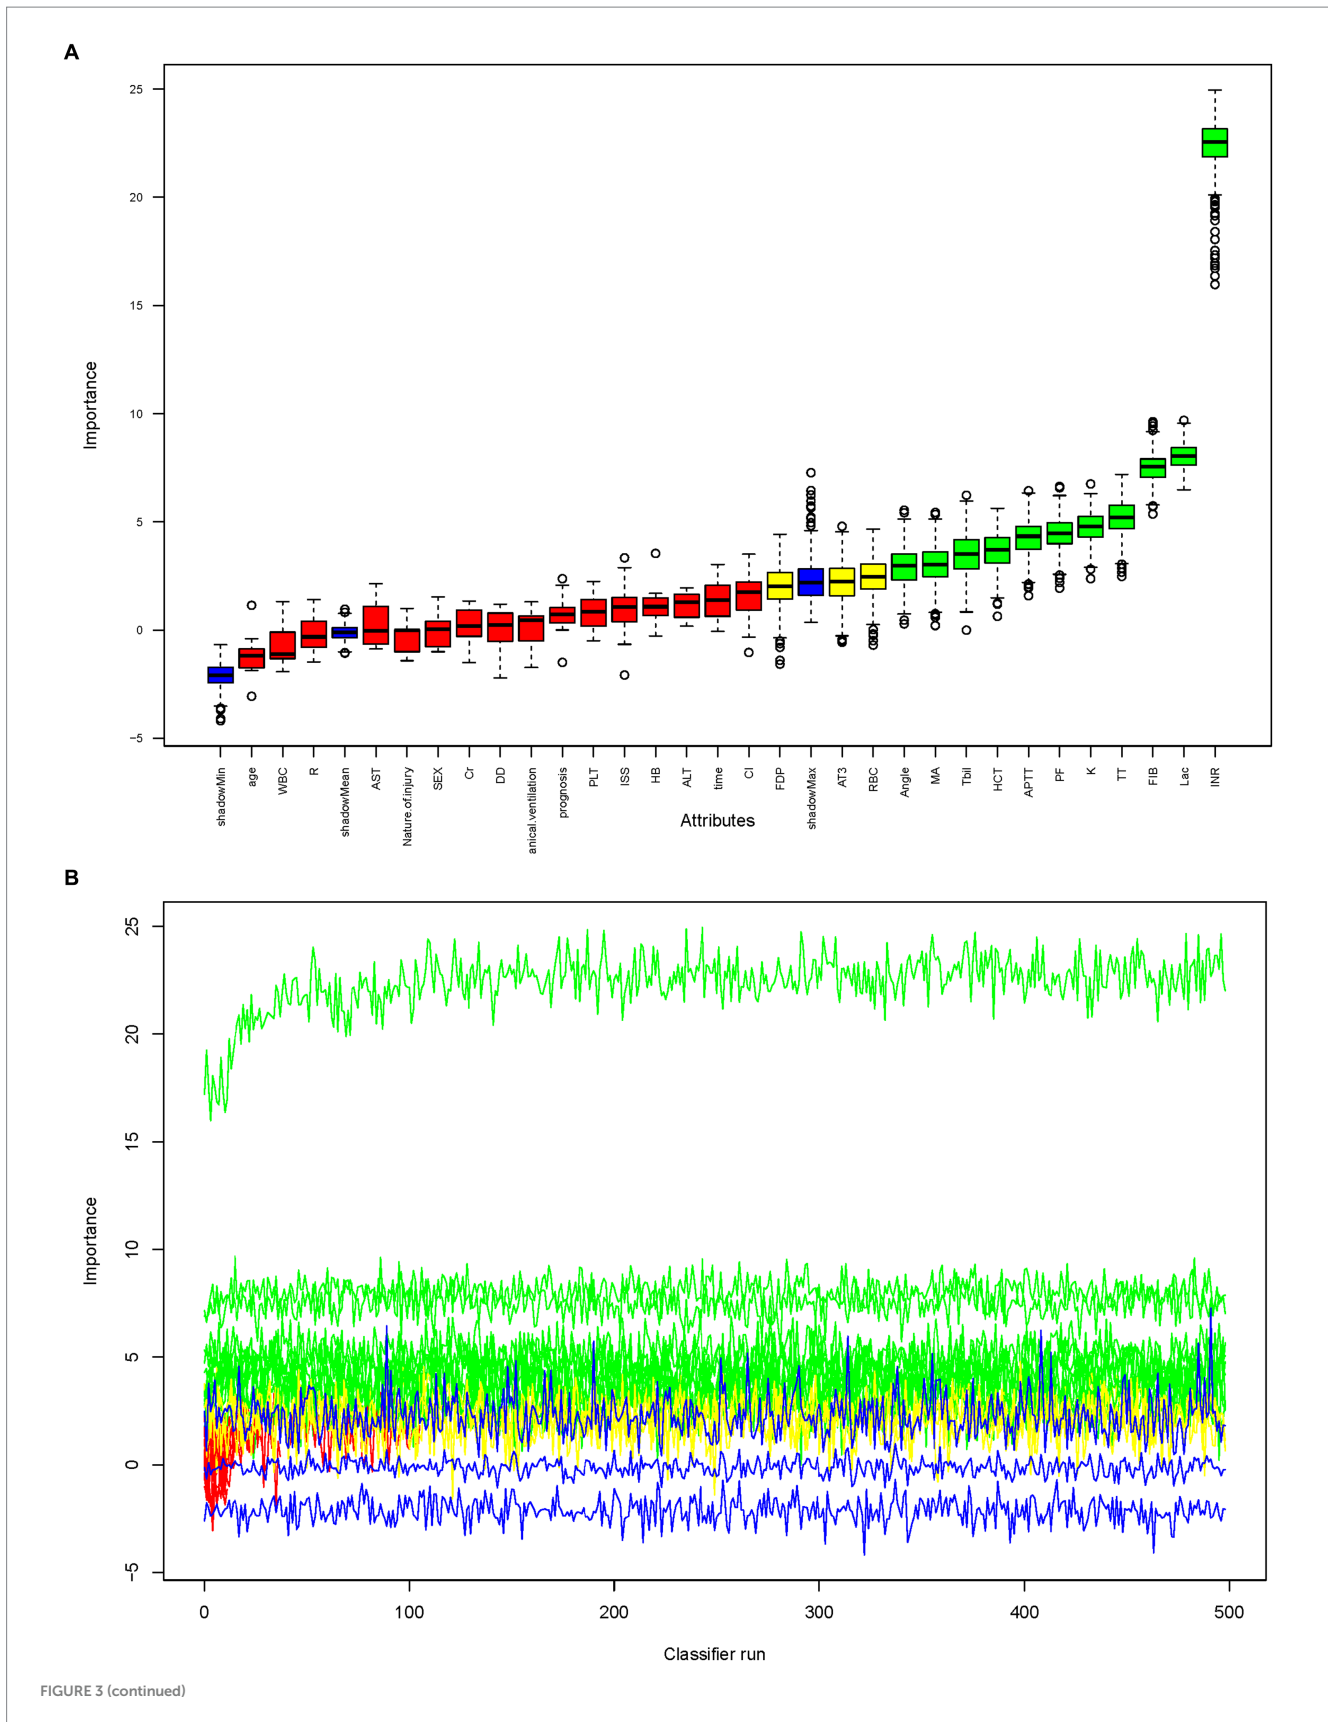 A
25
20
15
10
5
0
−5
Importance
shadowMin
age
WBC
R
shadowMean
AST
Nature.of.injury
SEX
Cr
DD
anical.ventilation
prognosis
PLT
ISS
HB
ALT
time
CI
FDP
shadowMax
AT3
RBC
Angle
MA
Tbil
HCT
APTT
PF
K
TT
FIB
Lac
INR
Attributes
B
25
20
15
10
5
0
−5
Importance
0 100 200 300 400 500
Classifier run
FIGURE 3 (continued)